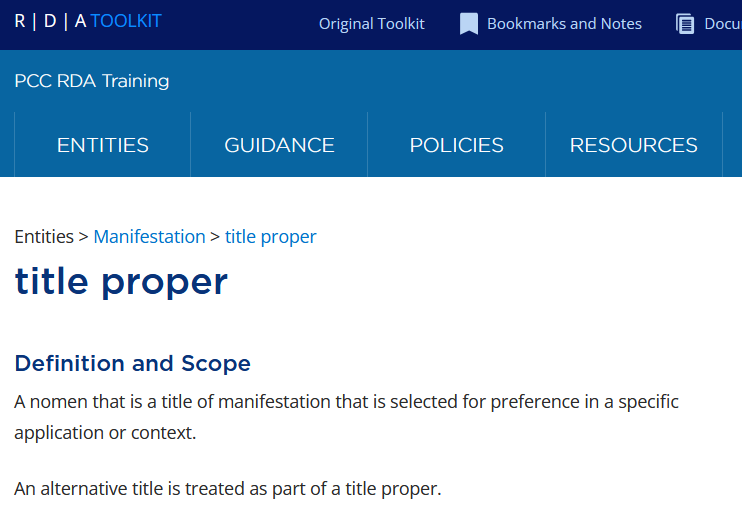 R | D | A TOOLKIT
Original Toolkit
Bookmarks and Notes
Docu
PCC RDA Training
ENTITIES
GUIDANCE
POLICIES
RESOURCES
Entities > Manifestation > title proper
title proper
Definition and Scope
A nomen that is a title of manifestation that is selected for preference in a specific
application or context.
An alternative title is treated as part of a title proper.